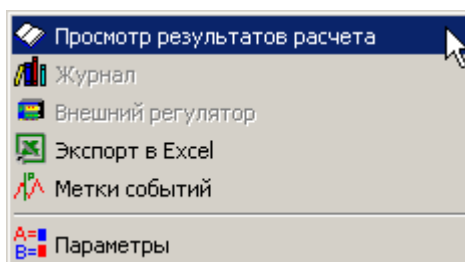 Просмотр результатов расчета
Журнал
Внешний регулятор
Экспорт в Excel
Метки событий
A=
B=
Параметры